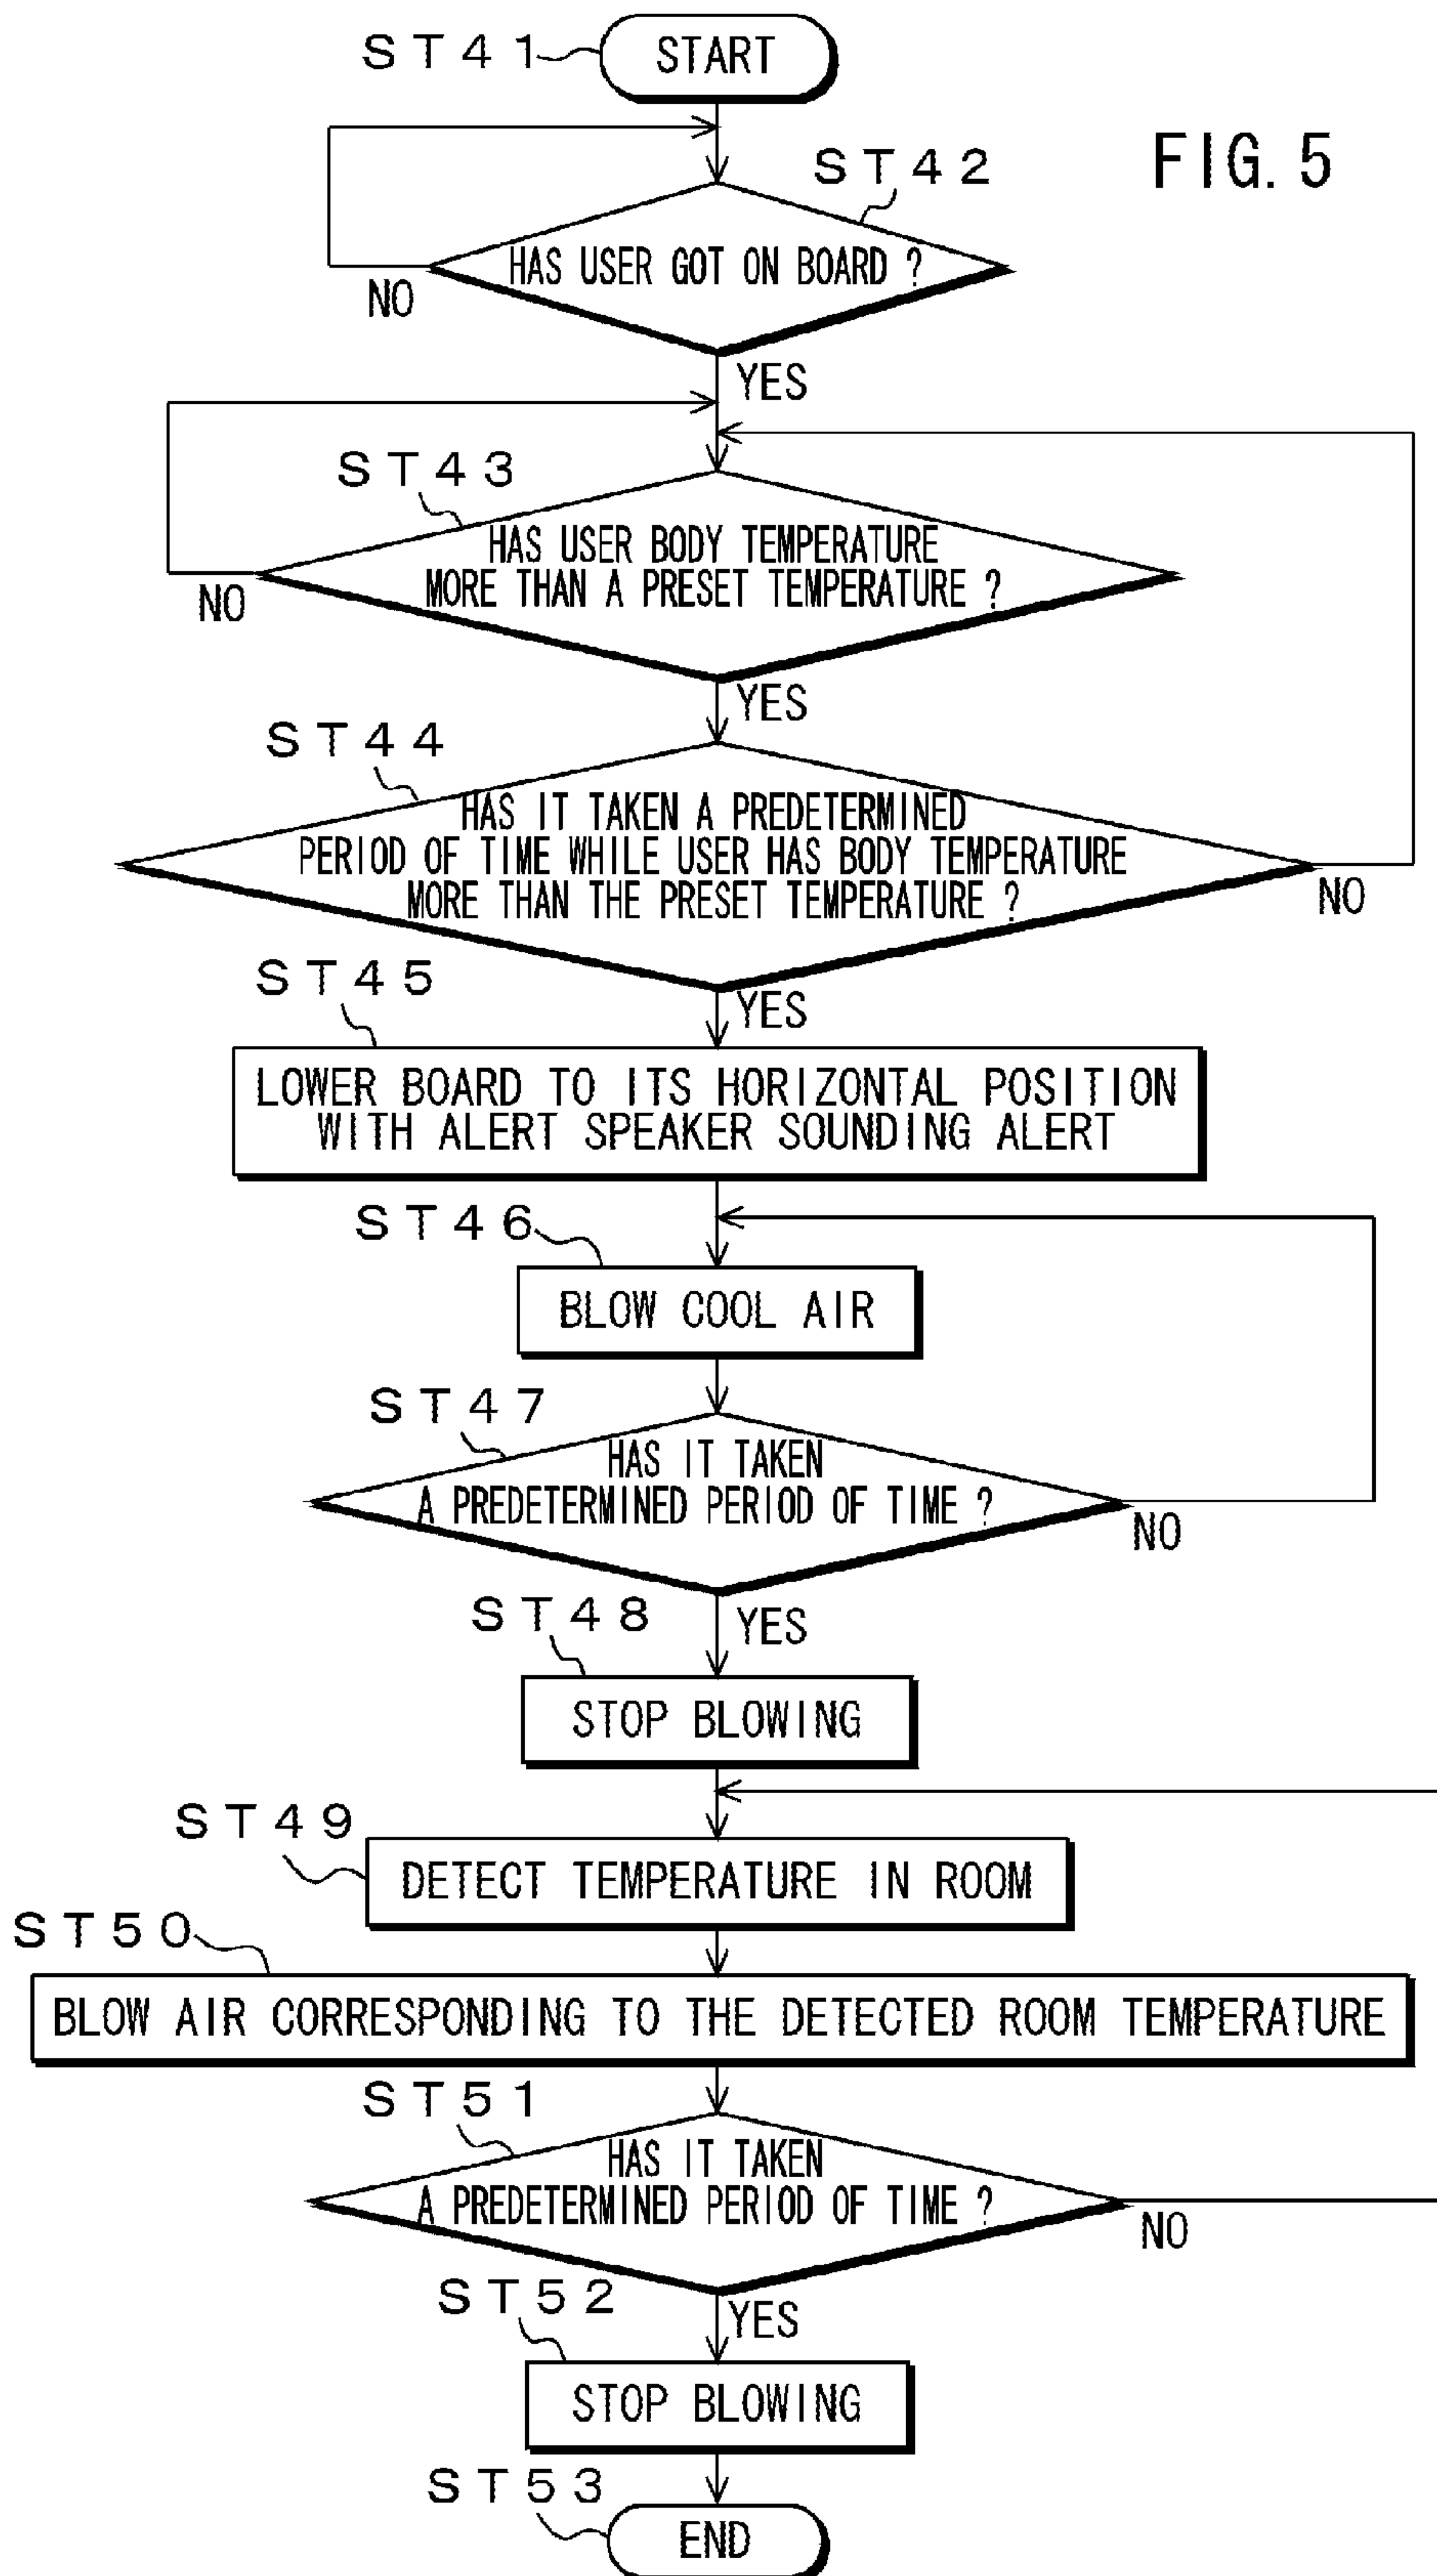 ST41
START
FIG. 5
ST42
HAS USER GOT ON BOARD ?
NO
YES
ST43
HAS USER BODY TEMPERATURE
MORE THAN A PRESET TEMPERATURE ?
NO
YES
ST44
HAS IT TAKEN A PREDETERMINED
PERIOD OF TIME WHILE USER HAS BODY TEMPERATURE
MORE THAN THE PRESET TEMPERATURE ?
NO
YES
ST45
LOWER BOARD TO ITS HORIZONTAL POSITION
WITH ALERT SPEAKER SOUNDING ALERT
ST46
BLOW COOL AIR
ST47
HAS IT TAKEN
A PREDETERMINED PERIOD OF TIME ?
NO
YES
ST48
STOP BLOWING
ST49
DETECT TEMPERATURE IN ROOM
ST50
BLOW AIR CORRESPONDING TO THE DETECTED ROOM TEMPERATURE
ST51
HAS IT TAKEN
A PREDETERMINED PERIOD OF TIME ?
NO
YES
ST52
STOP BLOWING
ST53
END